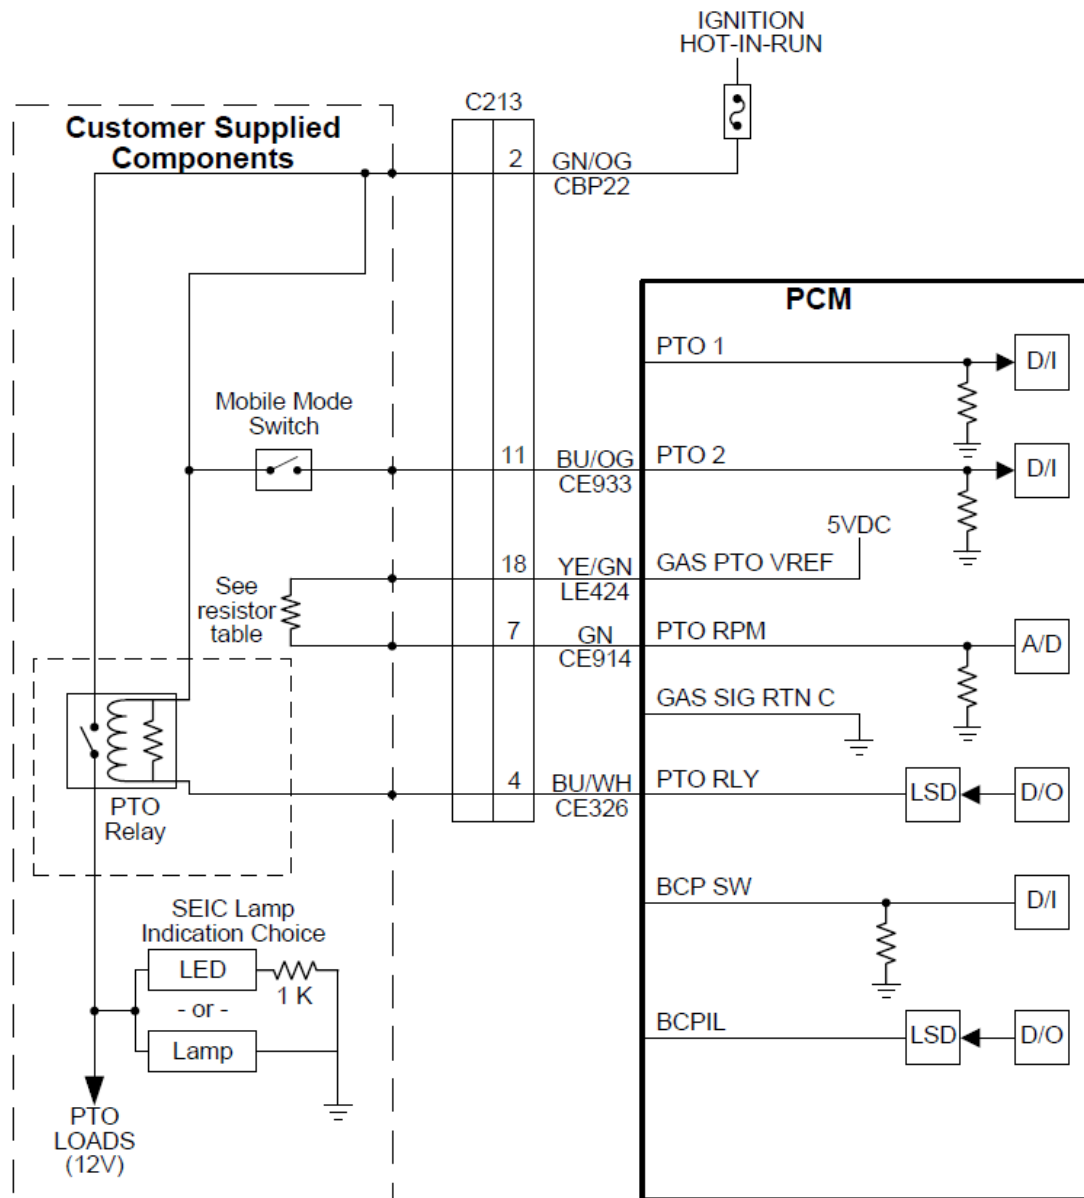 IGNITION
HOT-IN-RUN
C213
Customer Supplied
Components
2
GN/OG
CBP22
PCM
PTO 1
D/I
Mobile Mode
Switch
11
BU/OG
CE933
PTO 2
D/I
5VDC
18
YE/GN
LE424
GAS PTO VREF
See
resistor
table
7
GN
CE914
PTO RPM
A/D
GAS SIG RTN C
4
BU/WH
CE326
PTO RLY
LSD
D/O
PTO
Relay
BCP SW
D/I
SEIC Lamp
Indication Choice
LED
1 K
- or -
Lamp
BCPIL
LSD
D/O
PTO
LOADS
(12V)